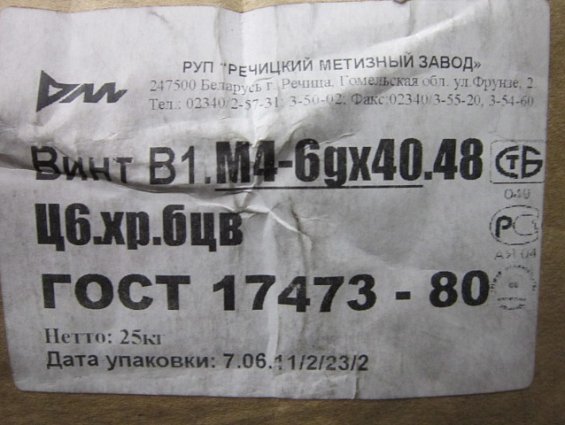 РУП "РЕЧИЦКИЙ МЕТИЗНЫЙ ЗАВОД»
247500 Беларусь г. Речица, Гомельская обл. ул.Фрунзе, 2
Тел.: 02340/2-57-31; 3-50-02; Факс:02340/3-55-20, 3-54-60
Винт В1.М4-6gх40.48
СТБ
Ц6.хр.бцв
РС
ГОСТ 17473 - 80
Нетто: 25кг
Дата упаковки: 7.06.11/2/23/2